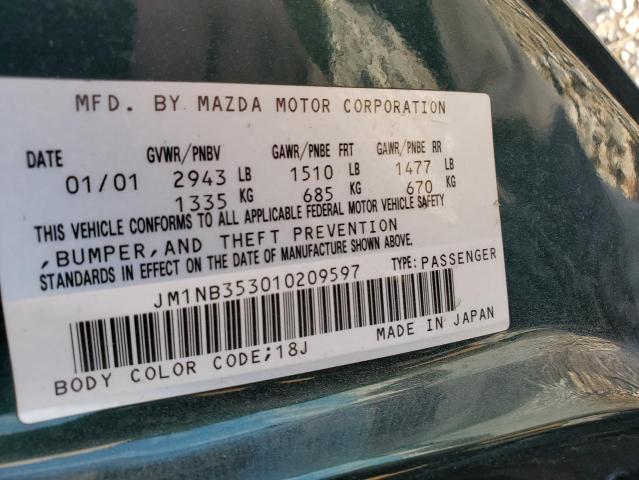 MFD. BY MAZDA MOTOR CORPORATION
DATE GVWR/PNBV GAWR/PNBE FRT GAWR/PNBE RR
01/01 2943 LB 1510 LB 1477 LB
1335 KG 685 KG 670 KG
THIS VEHICLE CONFORMS TO ALL APPLICABLE FEDERAL MOTOR VEHICLE SAFETY
,BUMPER,AND THEFT PREVENTION
STANDARDS IN EFFECT ON THE DATE OF MANUFACTURE SHOWN ABOVE.
JM1NB353010209597 TYPE: PASSENGER
MADE IN JAPAN
BODY COLOR CODE;18J